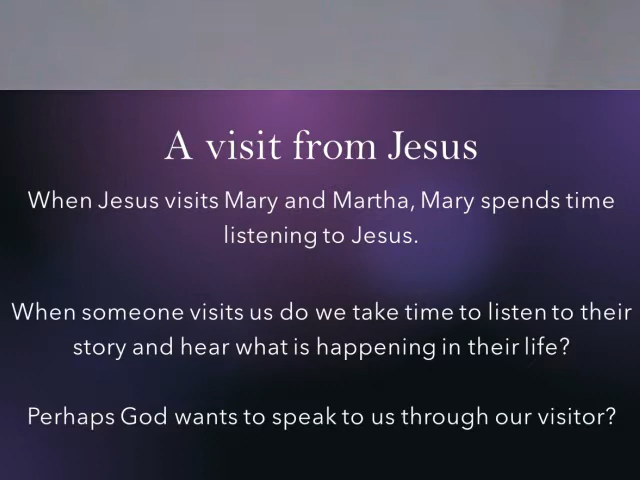 A visit from Jesus
When Jesus visits Mary and Martha, Mary spends time
listening to Jesus.
When someone visits us do we take time to listen to their
story and hear what is happening in their life?
Perhaps God wants to speak to us through our visitor?